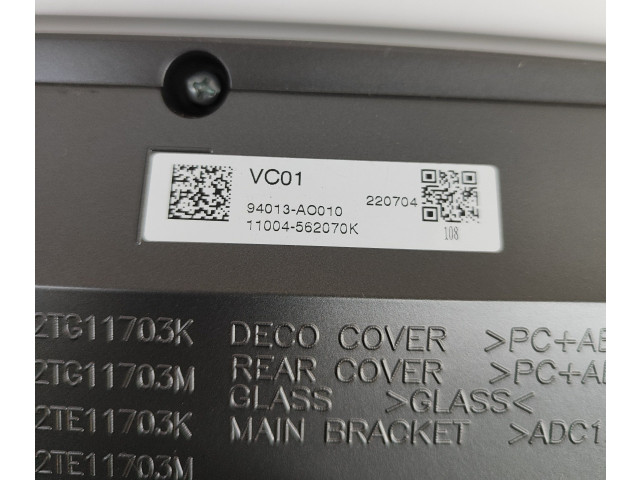 VC01
94013-AO010
220704
11004-562070K
108
2TG11703K
2TG11703M
2TE11703K
2TE11703M
DECO COVER >PC+AB
REAR COVER >PC+AB
GLASS >GLASS<
MAIN BRACKET >ADC1